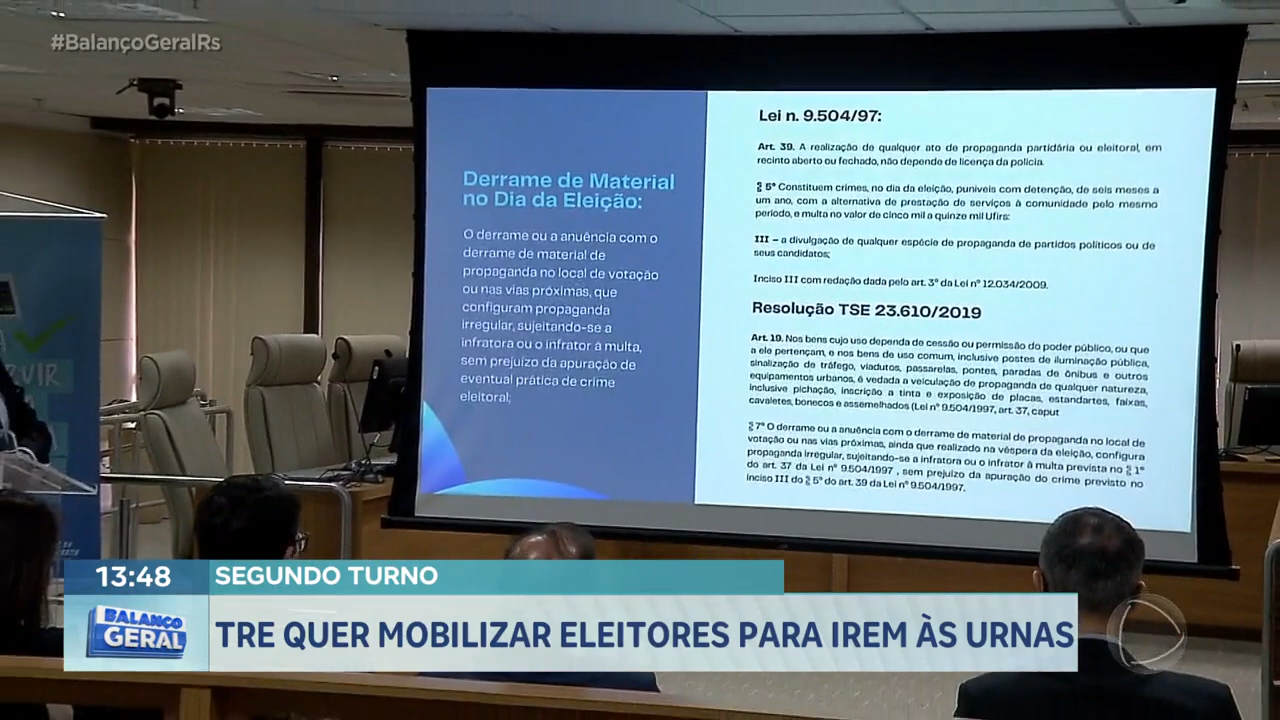 #BalançoGeralRs
Derrame de Material
no Dia da Eleição:
O derrame ou a anuência com o
derrame de material de
propaganda no local de votação
ou nas vias próximas, que
configuram propaganda
irregular, sujeitando-se a
infratora ou o infrator à multa,
sem prejuízo da apuração de
eventual prática de crime
eleitoral;
Lei n. 9.504/97:
Art. 39. A realização de qualquer ato de propaganda partidária ou eleitoral, em
recinto aberto ou fechado, não depende de licença da polícia.
§ 5º Constituem crimes, no dia da eleição, puníveis com detenção, de seis meses a
um ano, com a alternativa de prestação de serviços à comunidade pelo mesmo
período, e multa no valor de cinco mil a quinze mil Ufirs:
III – a divulgação de qualquer espécie de propaganda de partidos políticos ou de
seus candidatos;
Inciso III com redação dada pelo art. 3º da Lei nº 12.034/2009.
Resolução TSE 23.610/2019
Art. 19. Nos bens cujo uso dependa de cessão ou permissão do poder público, ou que
a ele pertençam, e nos bens de uso comum, inclusive postes de iluminação pública,
sinalização de tráfego, viadutos, passarelas, pontes, paradas de ônibus e outros
equipamentos urbanos, é vedada a veiculação de propaganda de qualquer natureza,
inclusive pichação, inscrição a tinta e exposição de placas, estandartes, faixas,
cavaletes, bonecos e assemelhados (Lei nº 9.504/1997, art. 37, caput
§ 7º O derrame ou a anuência com o derrame de material de propaganda no local de
votação ou nas vias próximas, ainda que realizado na véspera da eleição, configura
propaganda irregular, sujeitando-se a infratora ou o infrator à multa prevista no § 1º
do art. 37 da Lei nº 9.504/1997 , sem prejuízo da apuração do crime previsto no
inciso III do § 5º do art. 39 da Lei nº 9.504/1997.
13:48
SEGUNDO TURNO
BALANÇO
GERAL
TRE QUER MOBILIZAR ELEITORES PARA IREM ÀS URNAS